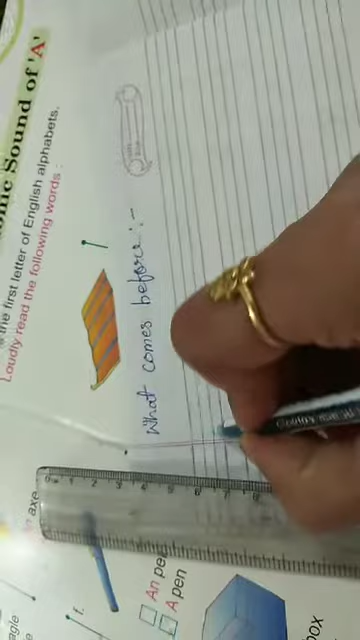 Sound of 'A'
the first letter of English alphabets.
Loudly read the following words :
What comes before:-
axe
An pe
A pen
f.
box